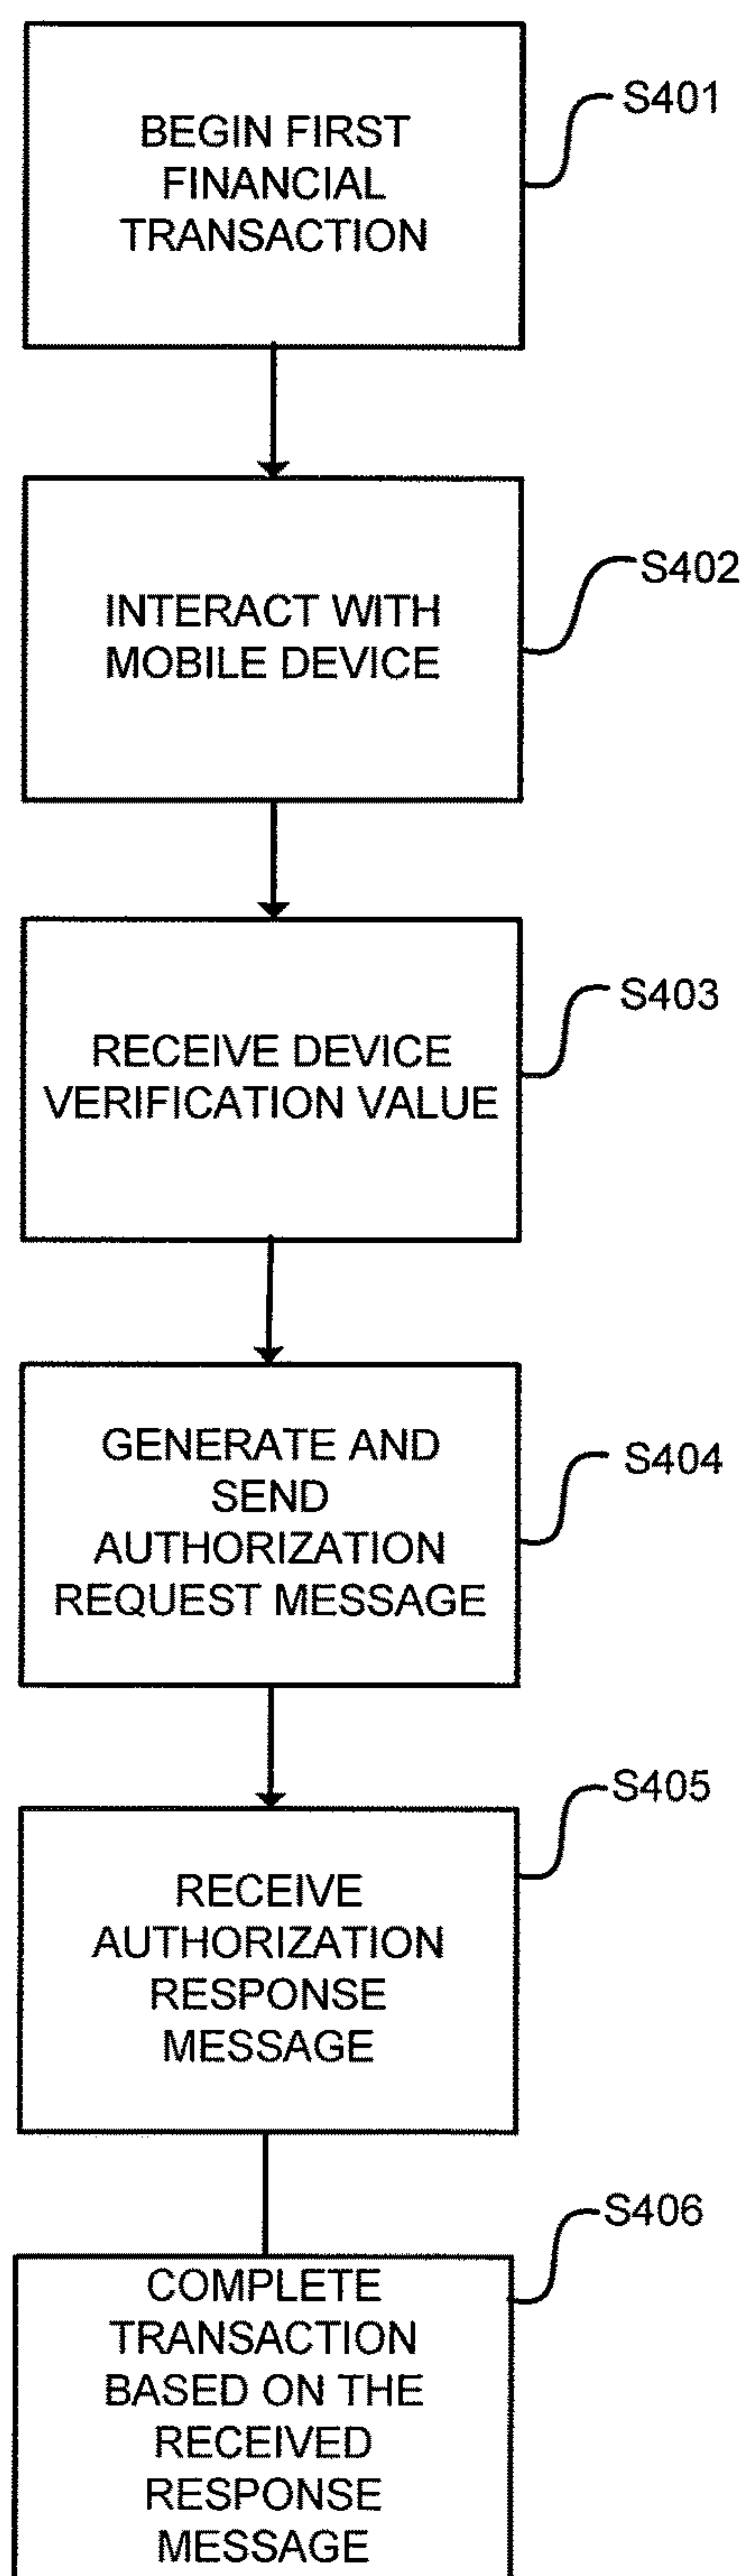 BEGIN FIRST
FINANCIAL
TRANSACTION
S401
INTERACT WITH
MOBILE DEVICE
S402
RECEIVE DEVICE
VERIFICATION VALUE
S403
GENERATE AND
SEND
AUTHORIZATION
REQUEST MESSAGE
S404
RECEIVE
AUTHORIZATION
RESPONSE
MESSAGE
S405
COMPLETE
TRANSACTION
BASED ON THE
RECEIVED
RESPONSE
MESSAGE
S406